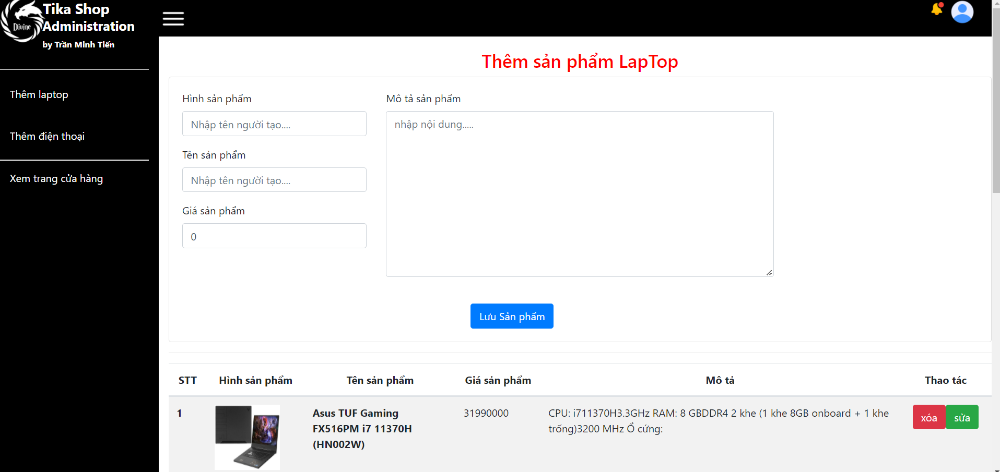 Divine
Tika Shop
Administration
by Trần Minh Tiến
Thêm laptop
Thêm điện thoại
Xem trang cửa hàng
Thêm sản phẩm LapTop
Hình sản phẩm
Nhập tên người tạo....
Tên sản phẩm
Nhập tên người tạo....
Giá sản phẩm
0
Mô tả sản phẩm
nhập nội dung.....
Lưu Sản phẩm
STT Hình sản phẩm Tên sản phẩm Giá sản phẩm Mô tả Thao tác
1
Asus TUF Gaming
FX516PM i7 11370H
(HN002W)
31990000
CPU: i711370H3.3GHz RAM: 8 GBDDR4 2 khe (1 khe 8GB onboard + 1 khe
trống)3200 MHz Ổ cứng:
xóa sửa